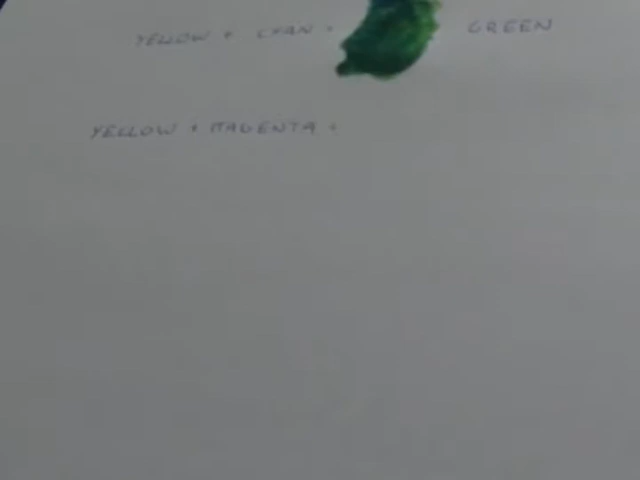 YELLOW + CYAN = GREEN
YELLOW + MAGENTA =